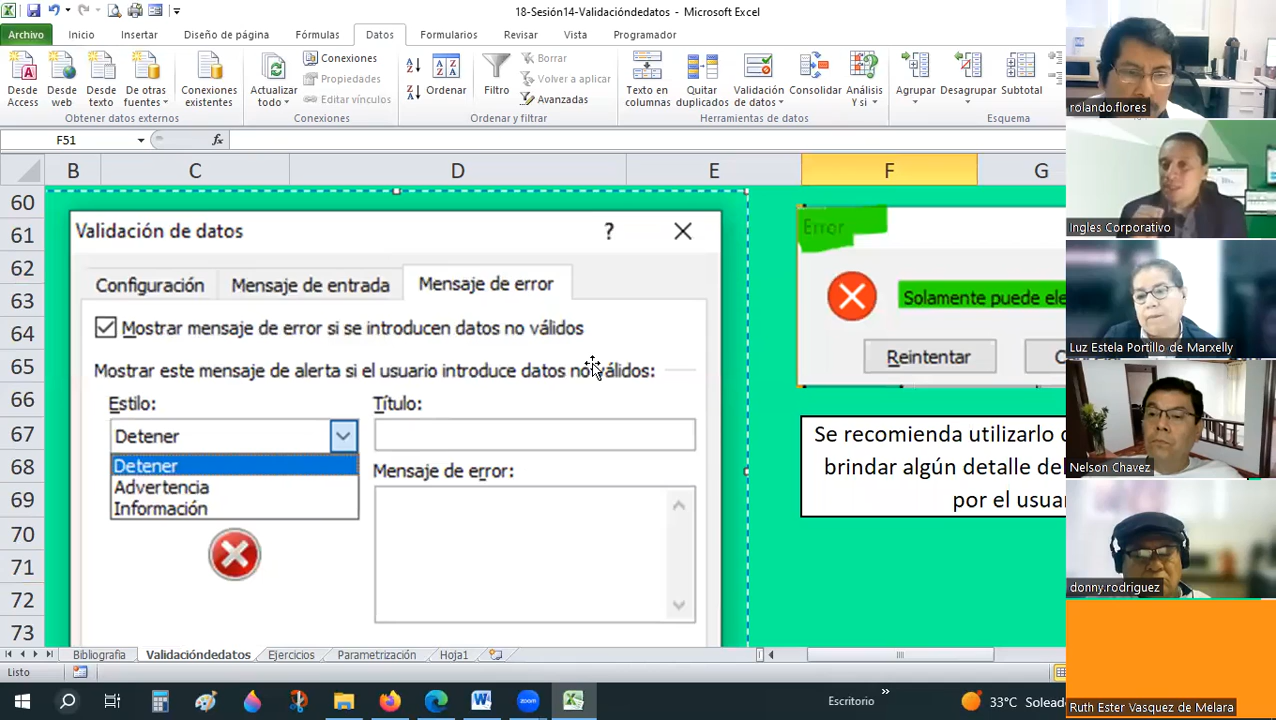 18-Sesión14-Validacióndedatos - Microsoft Excel
Archivo Inicio Insertar Diseño de página Fórmulas Datos Formularios Revisar Vista Programador
Desde Access
Desde web
Desde texto
De otras fuentes
Conexiones existentes
Obtener datos externos
Actualizar todo
Conexiones
Propiedades
Editar vínculos
Conexiones
Ordenar
Filtro
Borrar
Volver a aplicar
Avanzadas
Ordenar y filtrar
Texto en columnas
Quitar duplicados
Validación de datos
Consolidar
Análisis Y si
Herramientas de datos
Agrupar
Desagrupar
Subtotal
Esquema
F51
fx
B C D E F G
60
61
62
63
64
65
66
67
68
69
70
71
72
73
Validación de datos ?
Configuración Mensaje de entrada Mensaje de error
Mostrar mensaje de error si se introducen datos no válidos
Mostrar este mensaje de alerta si el usuario introduce datos no válidos:
Estilo: Título:
Detener
Detener
Advertencia
Información
Mensaje de error:
Error
Solamente puede ele
Reintentar
Se recomienda utilizarlo
brindar algún detalle de
por el usua
Bibliografia Validacióndedatos Ejercicios Parametrización Hoja1
Listo
Escritorio »
33°C Solead
rolando.flores
Ingles Corporativo
Luz Estela Portillo de Marxelly
Nelson Chavez
donny.rodriguez
Ruth Ester Vasquez de Melara